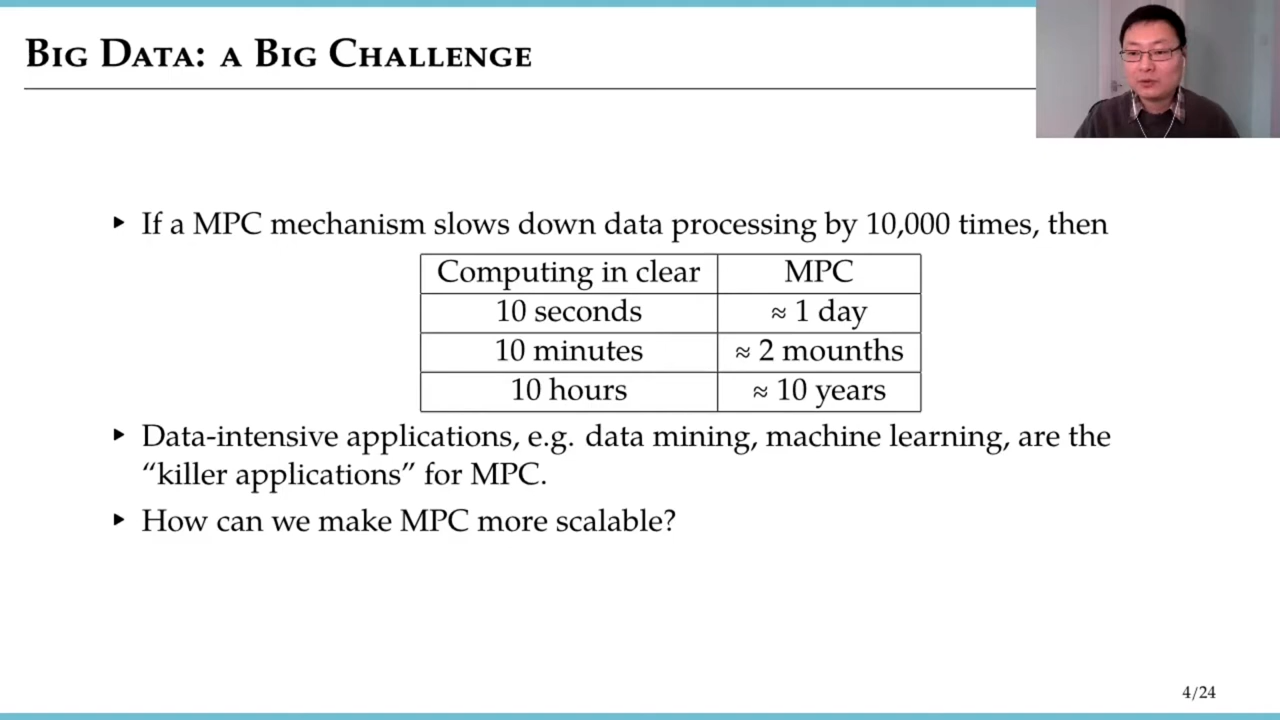 Big Data: a Big Challenge
▸ If a MPC mechanism slows down data processing by 10,000 times, then
Computing in clear MPC
10 seconds ≈ 1 day
10 minutes ≈ 2 mounths
10 hours ≈ 10 years
▸ Data-intensive applications, e.g. data mining, machine learning, are the
“killer applications” for MPC.
▸ How can we make MPC more scalable?
4/24